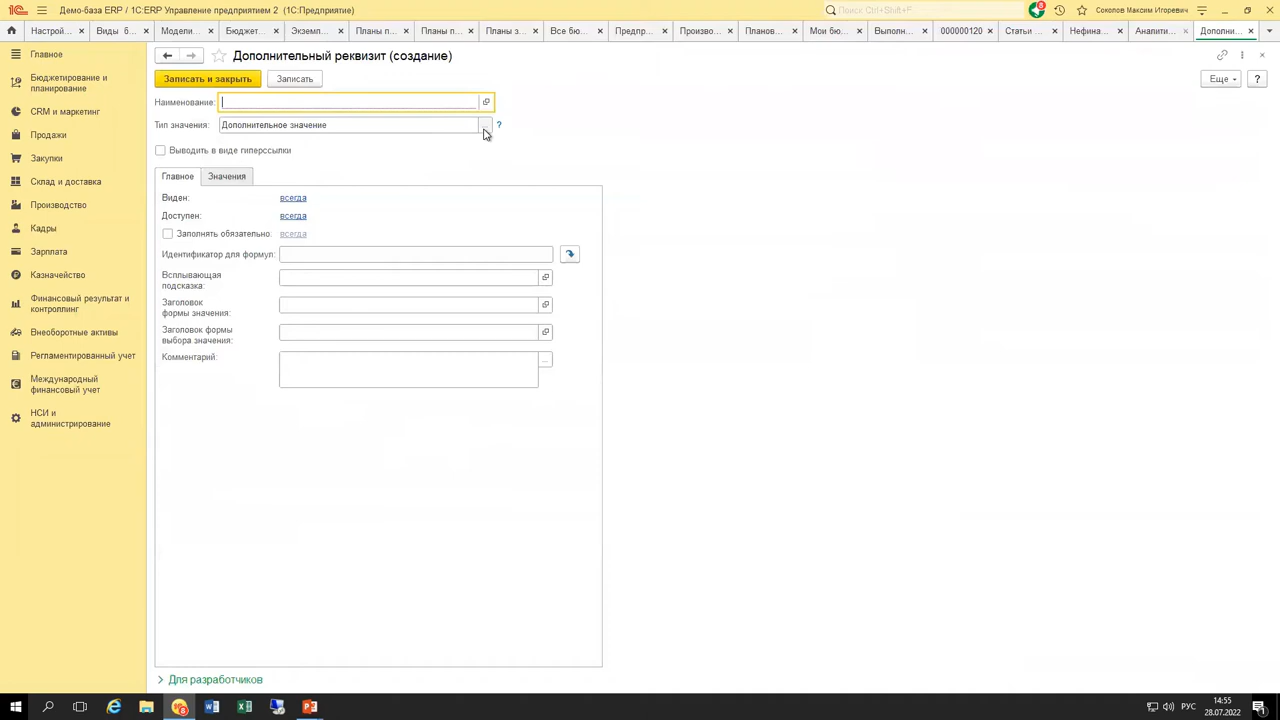 Демо-база ERP / 1С:ERP Управление предприятием 2 (1С:Предприятие)
Поиск Ctrl+Shift+F
8
Соколов Максим Игоревич
Настрой...
Виды б...
Модели...
Бюджет...
Экземп...
Планы п...
Планы п...
Планы з...
Все бю...
Предпр...
Произво...
Планов...
Мои бю...
Выполн...
000000120
Статьи ...
Нефина...
Аналити...
Дополни...
Главное
Бюджетирование и
планирование
CRM и маркетинг
Продажи
Закупки
Склад и доставка
Производство
Кадры
Зарплата
Казначейство
Финансовый результат и
контроллинг
Внеоборотные активы
Регламентированный учет
Международный
финансовый учет
НСИ и
администрирование
Дополнительный реквизит (создание)
Записать и закрыть
Записать
Еще
?
Наименование:
Тип значения: Дополнительное значение ... ?
Выводить в виде гиперссылки
Главное
Значения
Виден: всегда
Доступен: всегда
Заполнять обязательно: всегда
Идентификатор для формул:
Всплывающая
подсказка:
Заголовок
формы значения:
Заголовок формы
выбора значения:
Комментарий:
...
Для разработчиков
РУС
14:55
28.07.2022